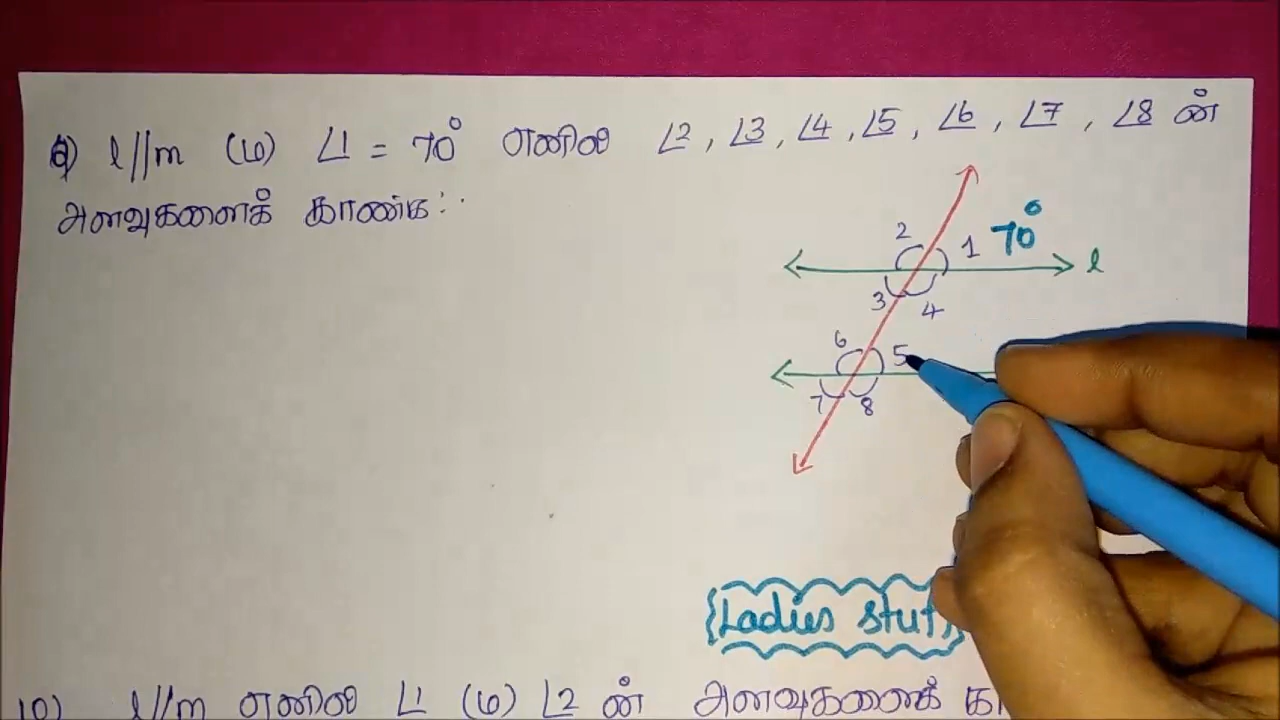 l//m (ம) ∠1 = 70° எனில் ∠2, ∠3, ∠4, ∠5, ∠6, ∠7, ∠8 ன்
அளவுகளைக் காண்க:.
2 1 70°
l
3 4
6 5
7 8
{Ladies stuf
10) l//m எனில் ∠1 (ம) ∠2 ன் அளவுகளைக்